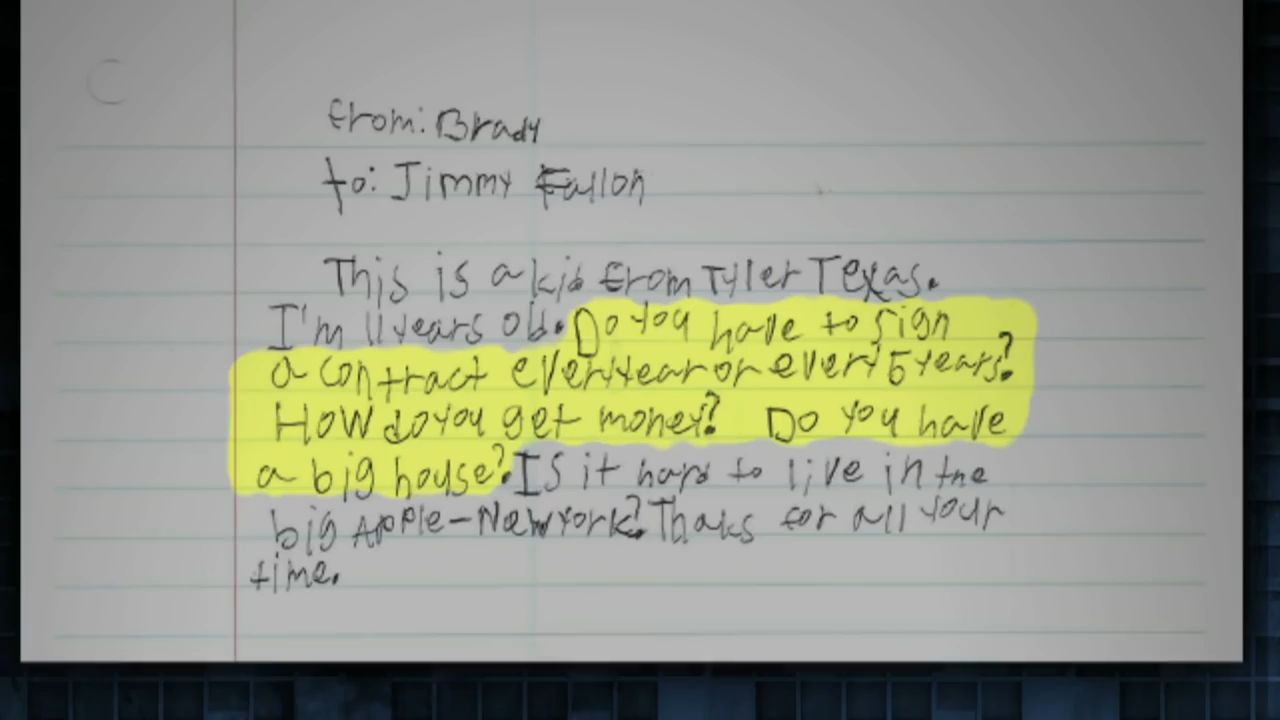 from: Brady
to: Jimmy Fallon
This is a kid from Tyler Texas.
I'm 11 years old. Do you have to sign
a contract every year or every 5 years?
How do you get money? Do you have
a big house? Is it hard to live in the
big Apple-New York? Thaks for all your
time.